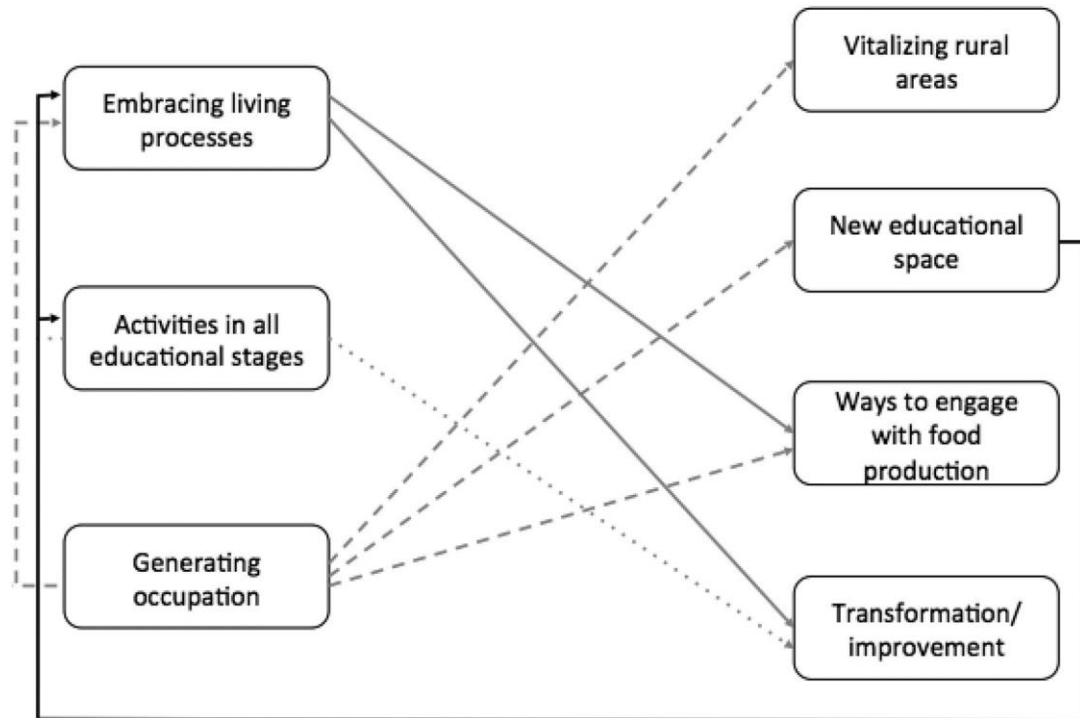 Embracing living
processes
Activities in all
educational stages
Generating
occupation
Vitalizing rural
areas
New educational
space
Ways to engage
with food
production
Transformation/
improvement